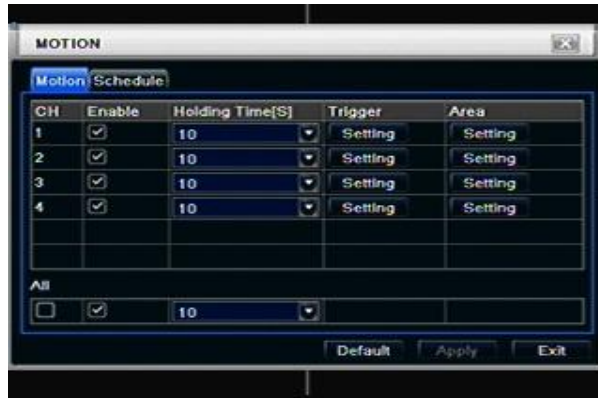 MOTION
Motion Schedule
CH Enable Holding Time[S] Trigger Area
1 10 Setting Setting
2 10 Setting Setting
3 10 Setting Setting
4 10 Setting Setting
All
10
Default Apply Exit